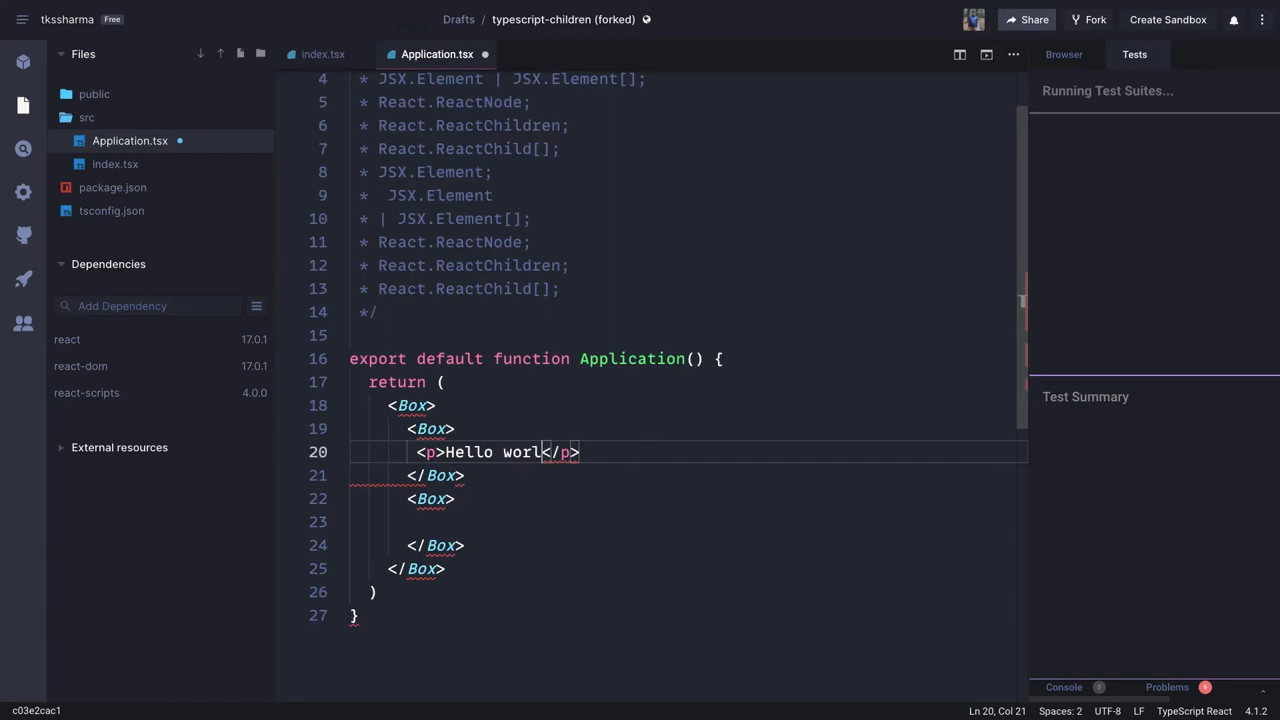 tkssharma Free
Drafts / typescript-children (forked)
Share
Fork
Create Sandbox
Files
public
src
Application.tsx
index.tsx
package.json
tsconfig.json
Dependencies
Add Dependency
react 17.0.1
react-dom 17.0.1
react-scripts 4.0.0
External resources
index.tsx
Application.tsx
4 * JSX.Element | JSX.Element[];
5 * React.ReactNode;
6 * React.ReactChildren;
7 * React.ReactChild[];
8 * JSX.Element;
9 * JSX.Element
10 * | JSX.Element[];
11 * React.ReactNode;
12 * React.ReactChildren;
13 * React.ReactChild[];
14 */
15
16 export default function Application() {
17 return (
18 <Box>
19 <Box>
20 <p>Hello worl</p>
21 </Box>
22 <Box>
23
24 </Box>
25 </Box>
26 )
27 }
Browser
Tests
Running Test Suites...
Test Summary
Console
Problems
c03e2cac1
Ln 20, Col 21 Spaces: 2 UTF-8 LF TypeScript React 4.1.2